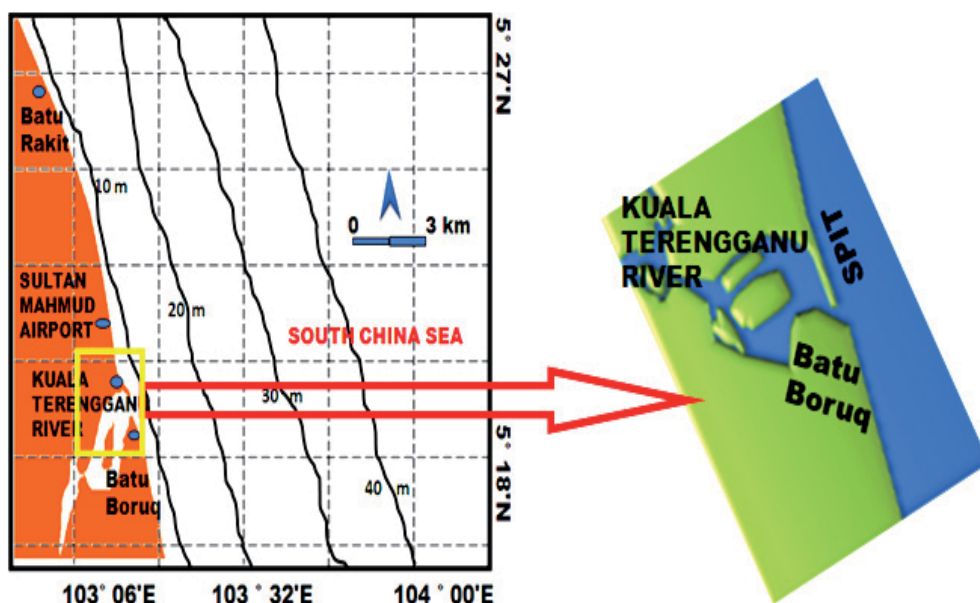 5° 27'N
Batu
Rakit
10 m
0 3 km
SULTAN
MAHMUD
AIRPORT
20 m
SOUTH CHINA SEA
KUALA
TERENGGANU
RIVER
30 m
5° 18'N
Batu
Boruq
40 m
103° 06'E 103° 32'E 104° 00'E
KUALA
TERENGGANU
RIVER
SPIT
Batu
Boruq